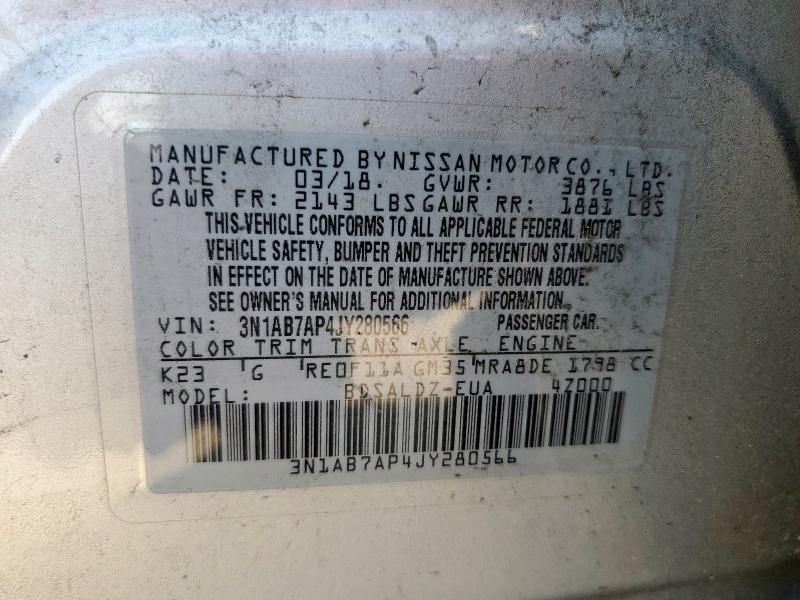 MANUFACTURED BY NISSAN MOTOR CO., LTD.
DATE: 03/18. GVWR: 3876 LBS
GAWR FR: 2143 LBS GAWR RR: 1881 LBS
THIS VEHICLE CONFORMS TO ALL APPLICABLE FEDERAL MOTOR
VEHICLE SAFETY, BUMPER AND THEFT PREVENTION STANDARDS
IN EFFECT ON THE DATE OF MANUFACTURE SHOWN ABOVE.
SEE OWNER'S MANUAL FOR ADDITIONAL INFORMATION.
VIN: 3N1AB7AP4JY280566 PASSENGER CAR.
COLOR TRIM TRANS AXLE ENGINE
K23 G RE0F11A GM35 MRA8DE 1798 CC
MODEL: BDSALDZ-EUA 4Z000
3N1AB7AP4JY280566